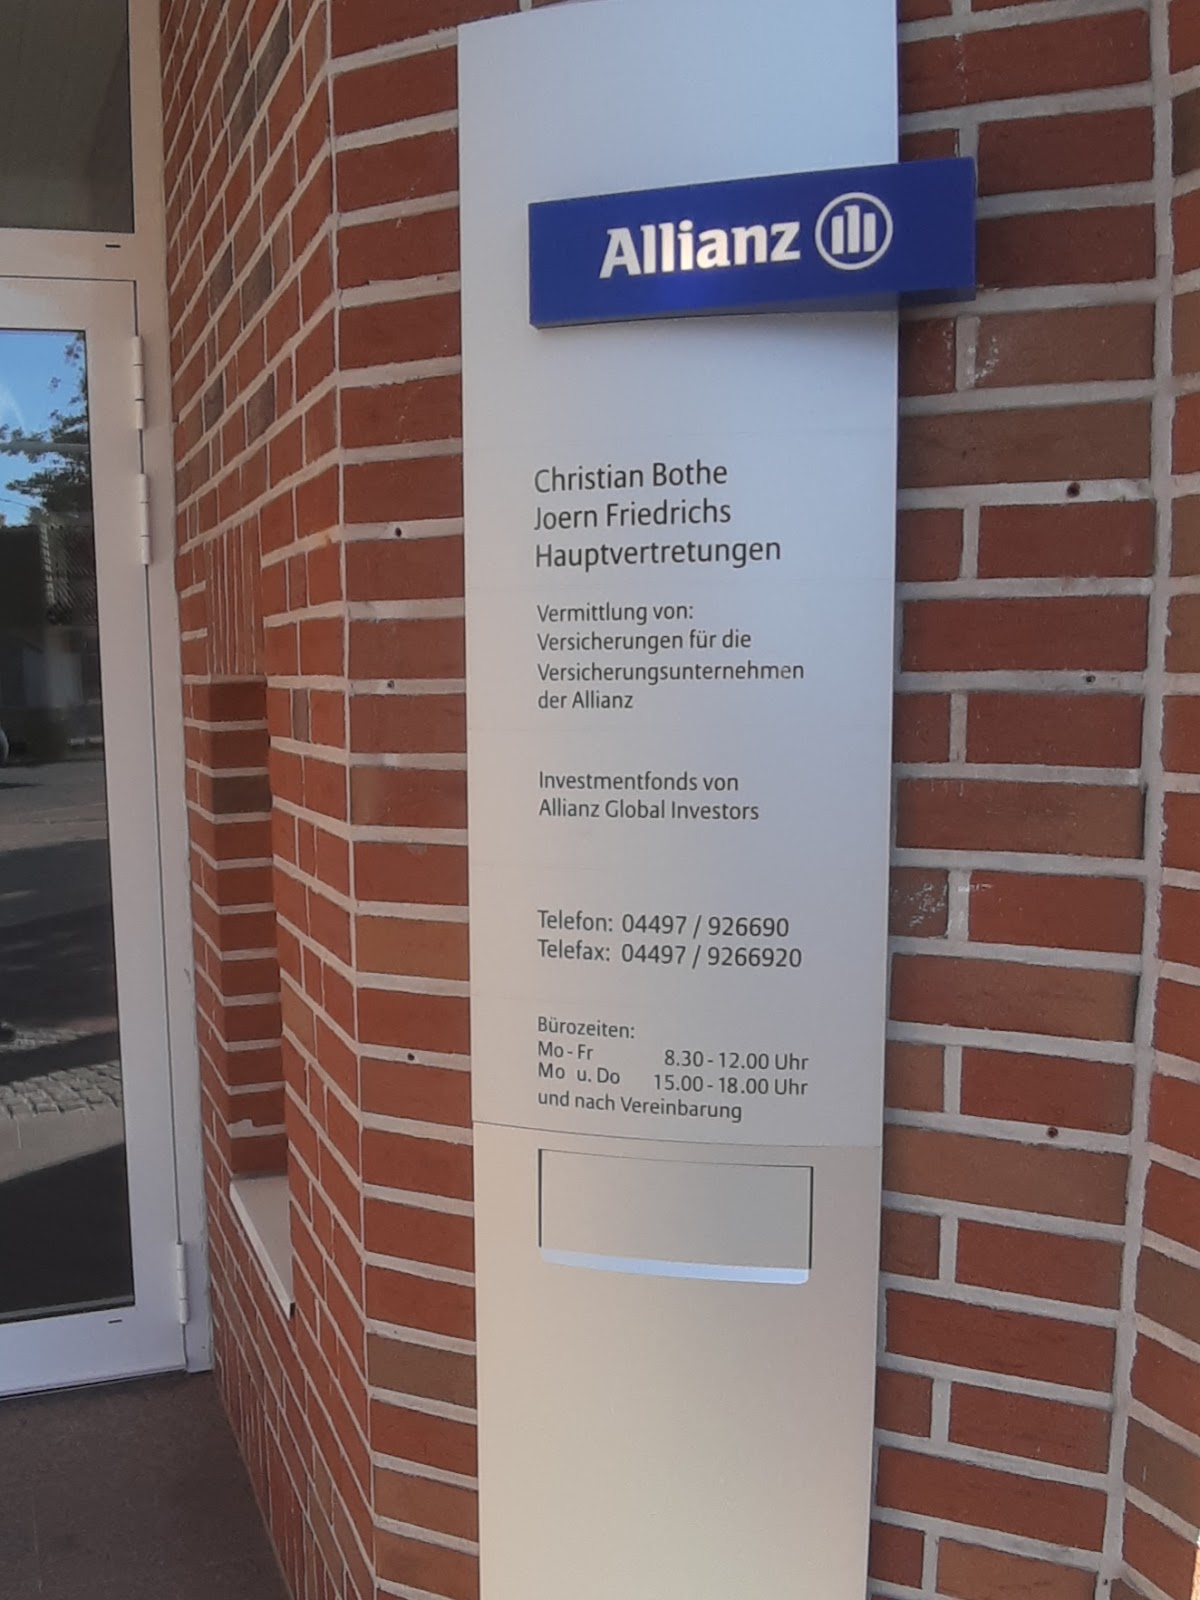 Allianz
Christian Bothe
Joern Friedrichs
Hauptvertretungen
Vermittlung von:
Versicherungen für die
Versicherungsunternehmen
der Allianz
Investmentfonds von
Allianz Global Investors
Telefon: 04497 / 926690
Telefax: 04497 / 9266920
Bürozeiten:
Mo - Fr 8.30 - 12.00 Uhr
Mo u. Do 15.00 - 18.00 Uhr
und nach Vereinbarung